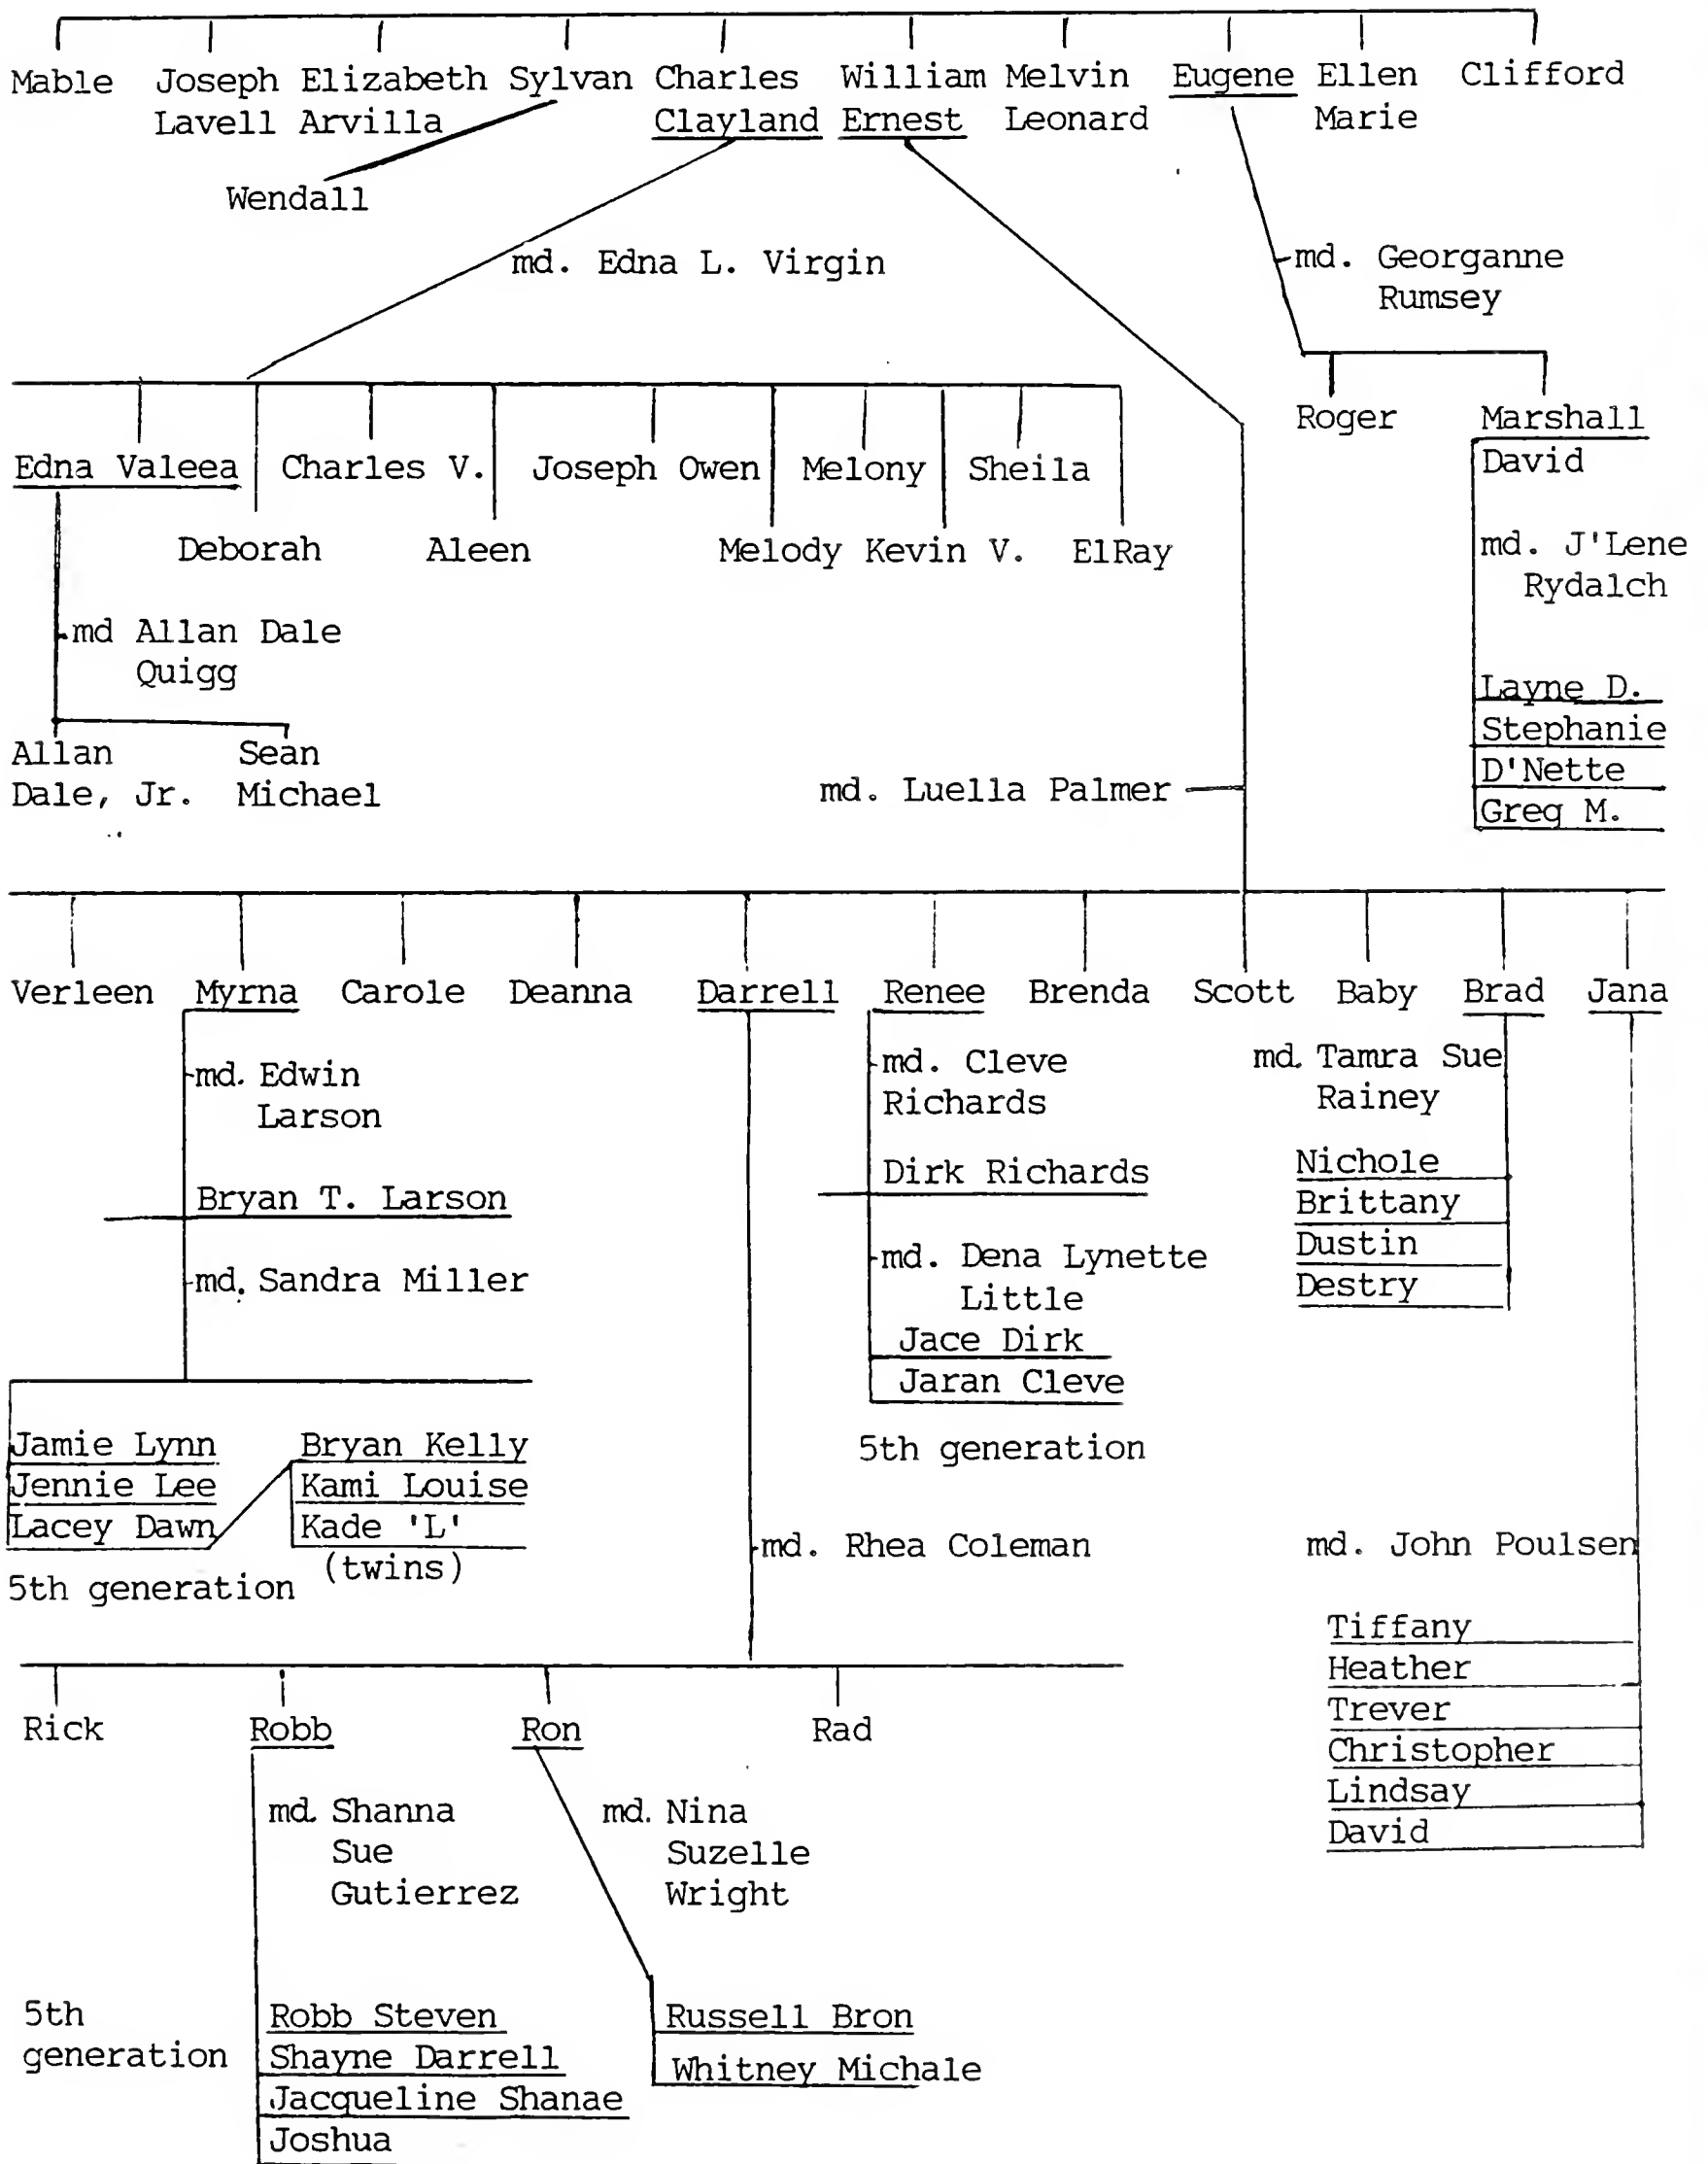 Mable Joseph Elizabeth Sylvan Charles William Melvin Eugene Ellen Clifford
Lavell Arvilla Clayland Ernest Leonard Marie
Wendall
md. Edna L. Virgin
md. Georganne
Rumsey
Roger Marshall
David
Edna Valeea Charles V. Joseph Owen Melony Sheila
Deborah Aleen Melody Kevin V. ElRay
md. J'Lene
Rydalch
md Allan Dale
Quigg
Layne D.
Stephanie
D'Nette
Greg M.
Allan Sean
Dale, Jr. Michael
md. Luella Palmer
Verleen Myrna Carole Deanna Darrell Renee Brenda Scott Baby Brad Jana
md. Edwin
Larson
Bryan T. Larson
md. Sandra Miller
md. Cleve
Richards
Dirk Richards
md. Dena Lynette
Little
Jace Dirk
Jaran Cleve
5th generation
md. Tamra Sue
Rainey
Nichole
Brittany
Dustin
Destry
Jamie Lynn Bryan Kelly
Jennie Lee Kami Louise
Lacey Dawn Kade 'L'
(twins)
5th generation
md. Rhea Coleman
md. John Poulsen
Tiffany
Heather
Trever
Christopher
Lindsay
David
Rick Robb Ron Rad
md. Shanna
Sue
Gutierrez
md. Nina
Suzelle
Wright
5th
generation
Robb Steven
Shayne Darrell
Jacqueline Shanae
Joshua
Russell Bron
Whitney Michale